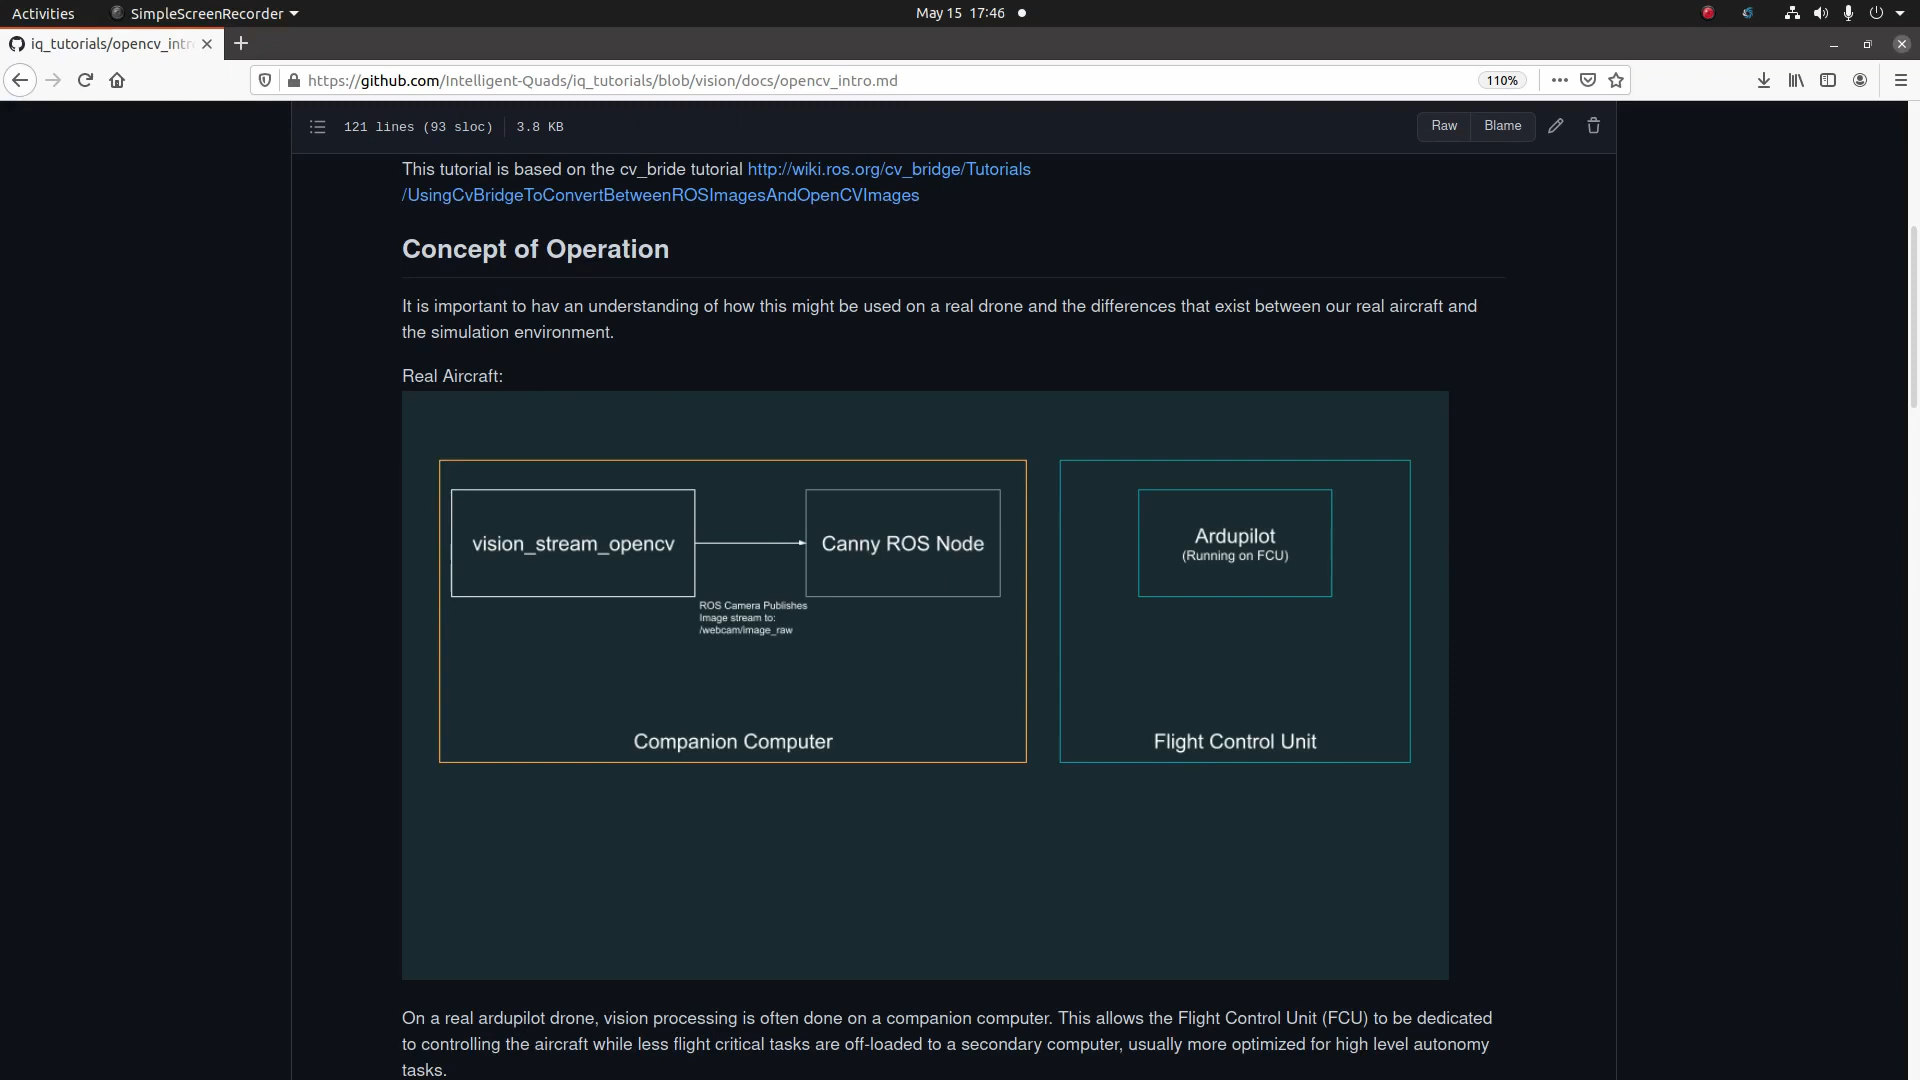 Activities
SimpleScreenRecorder
May 15 17:46
iq_tutorials/opencv_intr
https://github.com/Intelligent-Quads/iq_tutorials/blob/vision/docs/opencv_intro.md
110%
121 lines (93 sloc)
3.8 KB
Raw
Blame
This tutorial is based on the cv_bride tutorial http://wiki.ros.org/cv_bridge/Tutorials
/UsingCvBridgeToConvertBetweenROSImagesAndOpenCVImages
Concept of Operation
It is important to hav an understanding of how this might be used on a real drone and the differences that exist between our real aircraft and
the simulation environment.
Real Aircraft:
vision_stream_opencv
Canny ROS Node
ROS Camera Publishes
Image stream to:
/webcam/image_raw
Companion Computer
Ardupilot
(Running on FCU)
Flight Control Unit
On a real ardupilot drone, vision processing is often done on a companion computer. This allows the Flight Control Unit (FCU) to be dedicated
to controlling the aircraft while less flight critical tasks are off-loaded to a secondary computer, usually more optimized for high level autonomy
tasks.